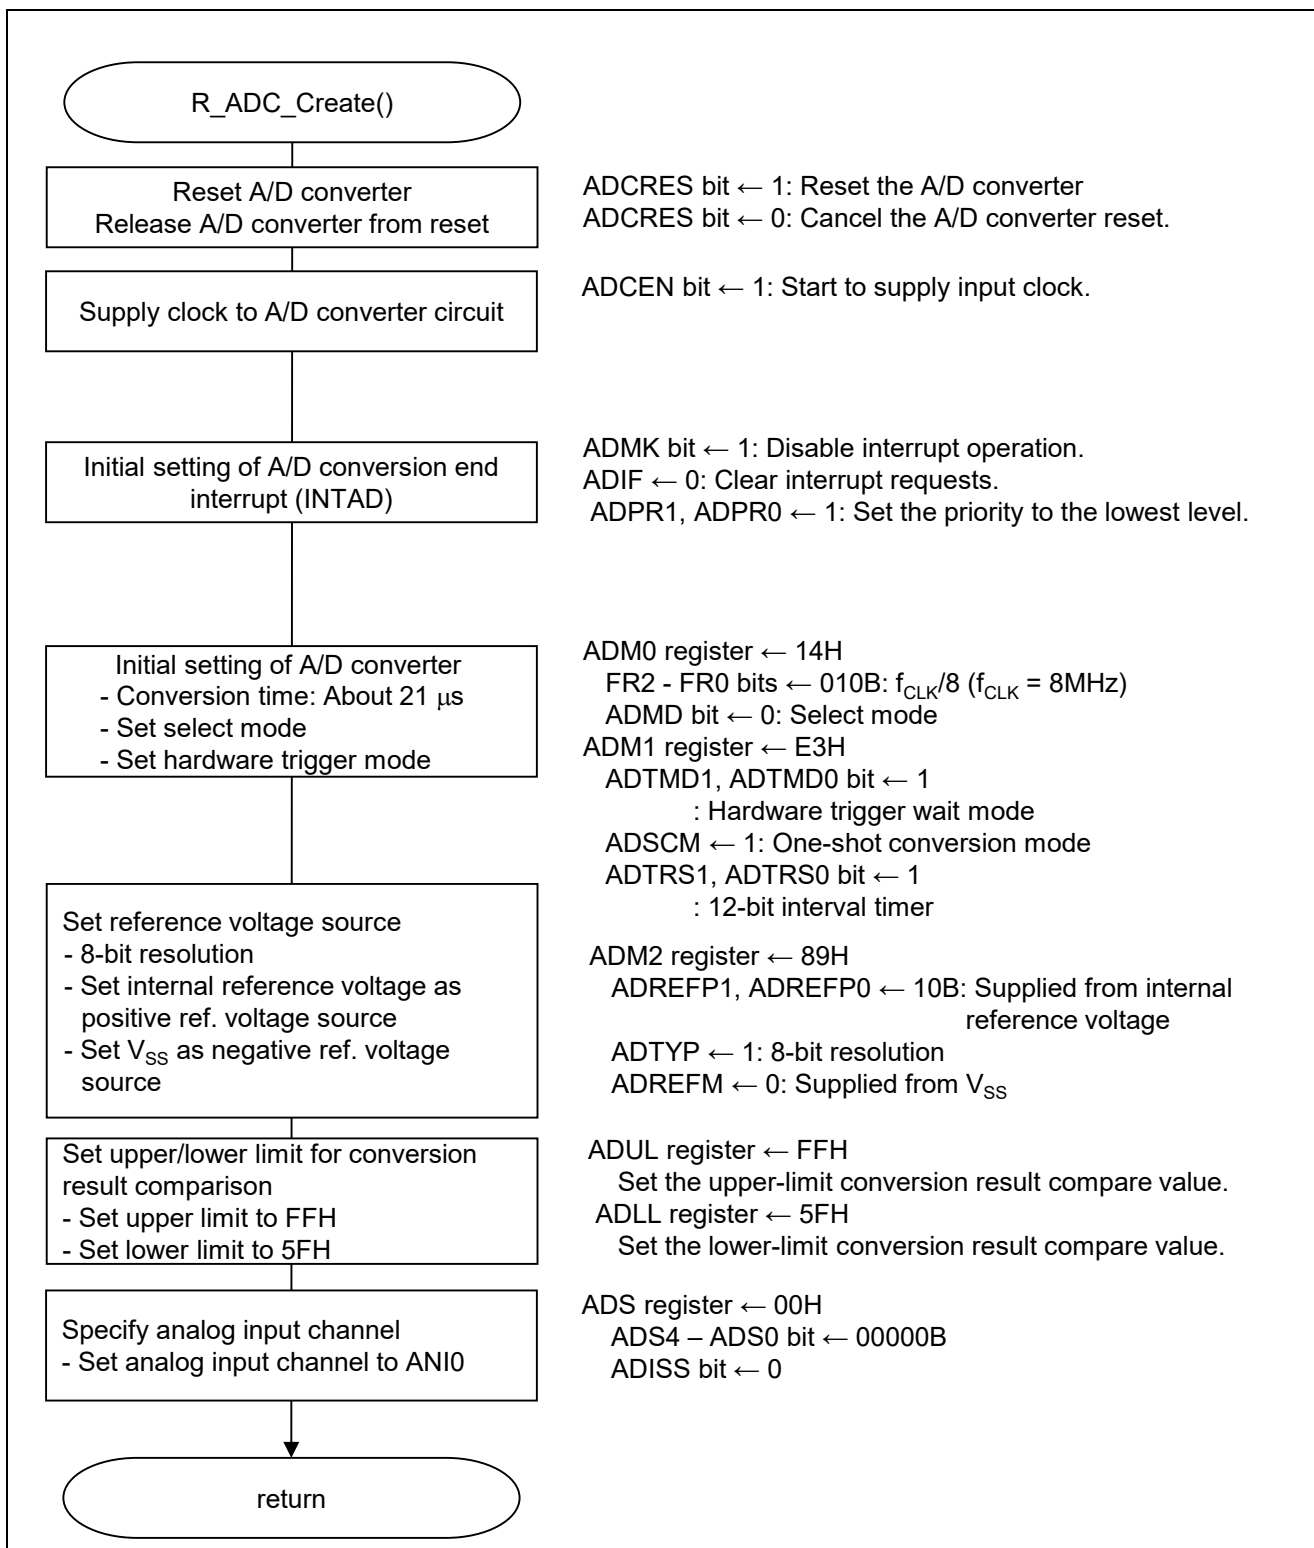 R_ADC_Create()
Reset A/D converter
Release A/D converter from reset
ADCRES bit ← 1: Reset the A/D converter
ADCRES bit ← 0: Cancel the A/D converter reset.
Supply clock to A/D converter circuit
ADCEN bit ← 1: Start to supply input clock.
Initial setting of A/D conversion end
interrupt (INTAD)
ADMK bit ← 1: Disable interrupt operation.
ADIF ← 0: Clear interrupt requests.
ADPR1, ADPR0 ← 1: Set the priority to the lowest level.
Initial setting of A/D converter
- Conversion time: About 21 μs
- Set select mode
- Set hardware trigger mode
ADM0 register ← 14H
FR2 - FR0 bits ← 010B: fCLK/8 (fCLK = 8MHz)
ADMD bit ← 0: Select mode
ADM1 register ← E3H
ADTMD1, ADTMD0 bit ← 1
: Hardware trigger wait mode
ADSCM ← 1: One-shot conversion mode
ADTRS1, ADTRS0 bit ← 1
: 12-bit interval timer
Set reference voltage source
- 8-bit resolution
- Set internal reference voltage as
positive ref. voltage source
- Set VSS as negative ref. voltage
source
ADM2 register ← 89H
ADREFP1, ADREFP0 ← 10B: Supplied from internal
reference voltage
ADTYP ← 1: 8-bit resolution
ADREFM ← 0: Supplied from VSS
Set upper/lower limit for conversion
result comparison
- Set upper limit to FFH
- Set lower limit to 5FH
ADUL register ← FFH
Set the upper-limit conversion result compare value.
ADLL register ← 5FH
Set the lower-limit conversion result compare value.
Specify analog input channel
- Set analog input channel to ANI0
ADS register ← 00H
ADS4 – ADS0 bit ← 00000B
ADISS bit ← 0
return